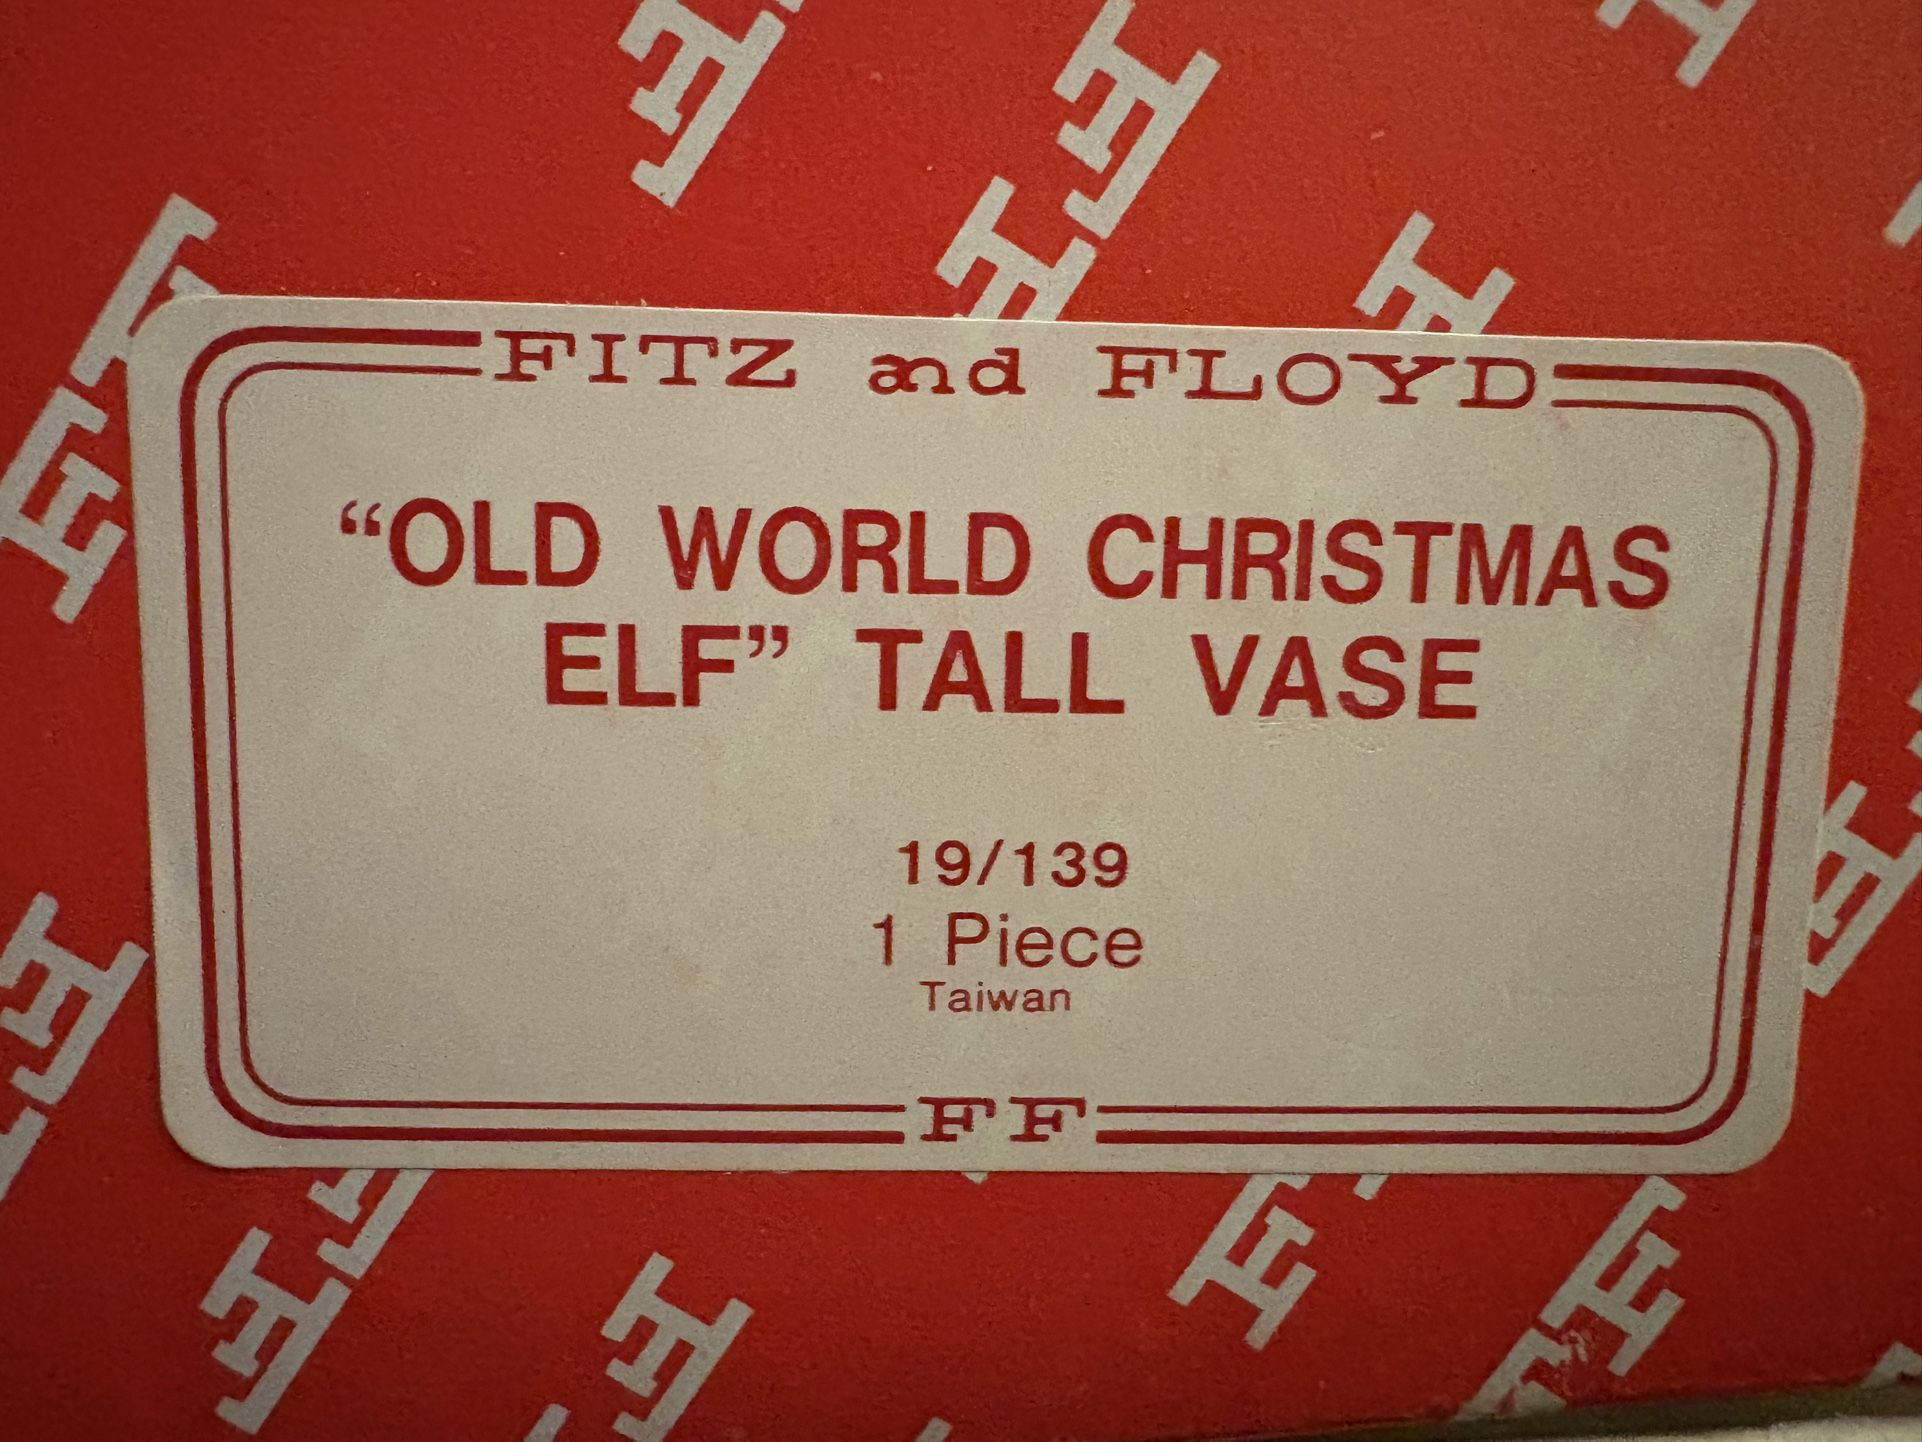 FITZ and FLOYD
“OLD WORLD CHRISTMAS
ELF” TALL VASE
19/139
1 Piece
Taiwan
FF